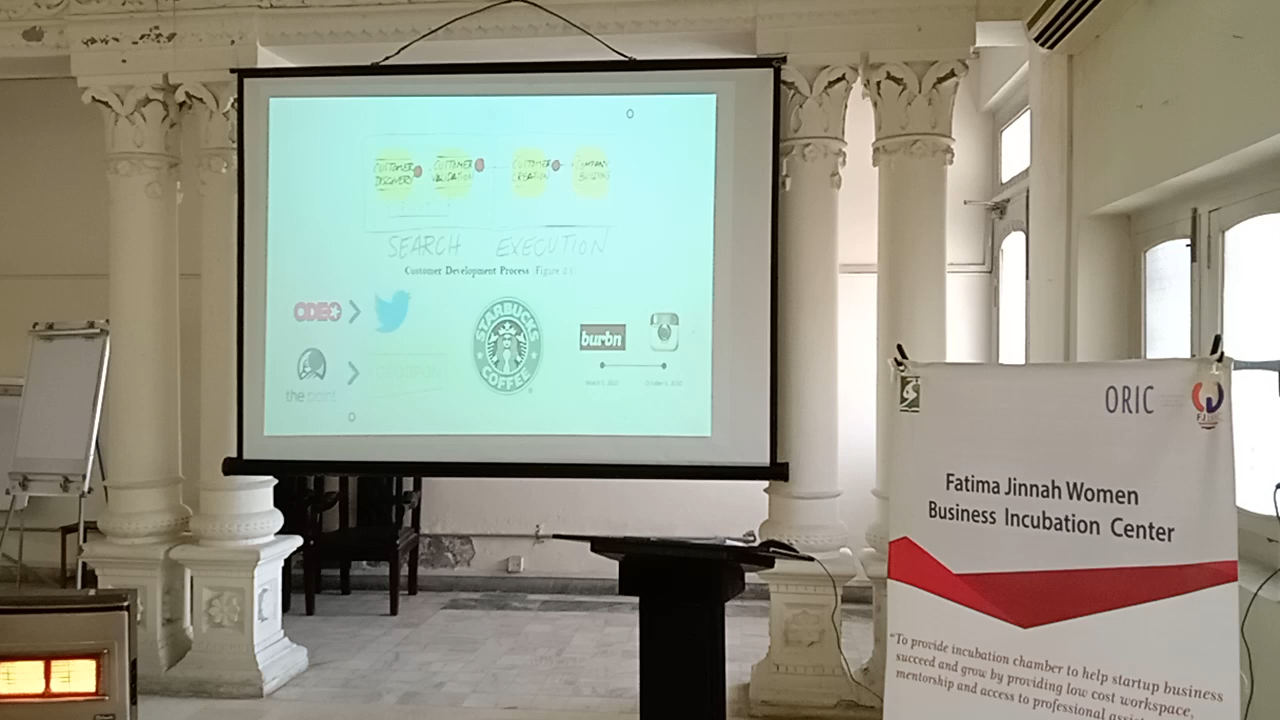 CUSTOMER DISCOVERY
CUSTOMER VALIDATION
CUSTOMER CREATION
COMPANY BUILDING
SEARCH EXECUTION
Customer Development Process
ODEO
STARBUCKS
COFFEE
burbn
the point
GROUPON
ORIC
FJ
Fatima Jinnah Women
Business Incubation Center
"To provide incubation chamber to help startup business
succeed and grow by providing low cost workspace,
mentorship and access to professional